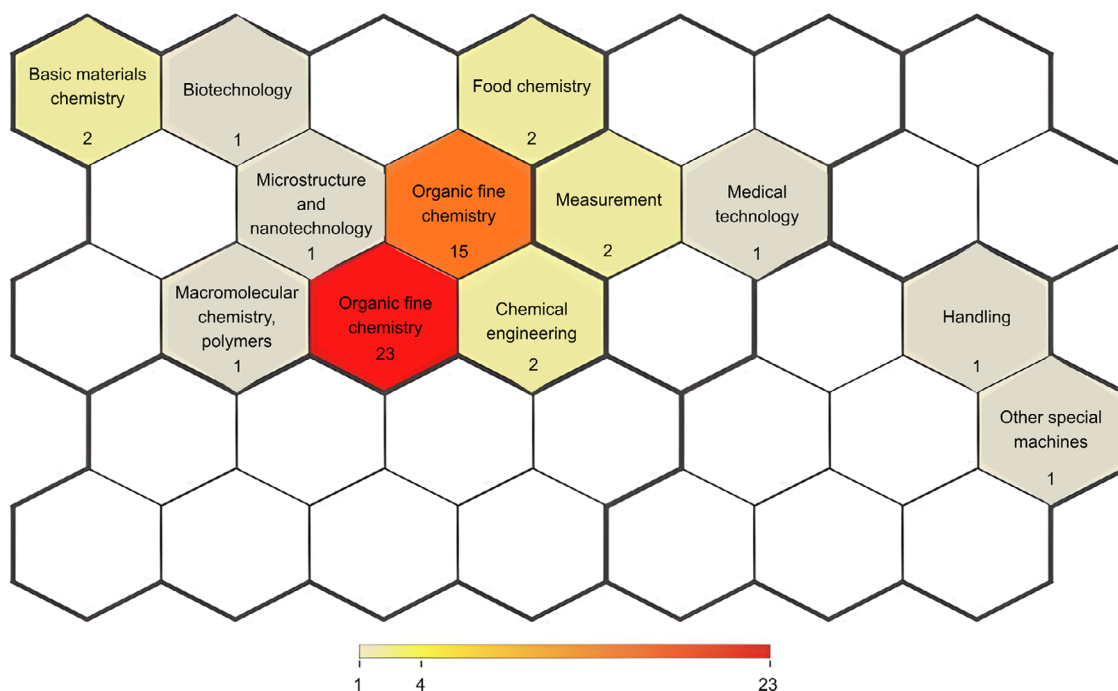 Basic materials
chemistry
2
Biotechnology
1
Food chemistry
2
Microstructure
and
nanotechnology
1
Organic fine
chemistry
15
Measurement
2
Medical
technology
1
Macromolecular
chemistry,
polymers
1
Organic fine
chemistry
23
Chemical
engineering
2
Handling
1
Other special
machines
1
1 4 23